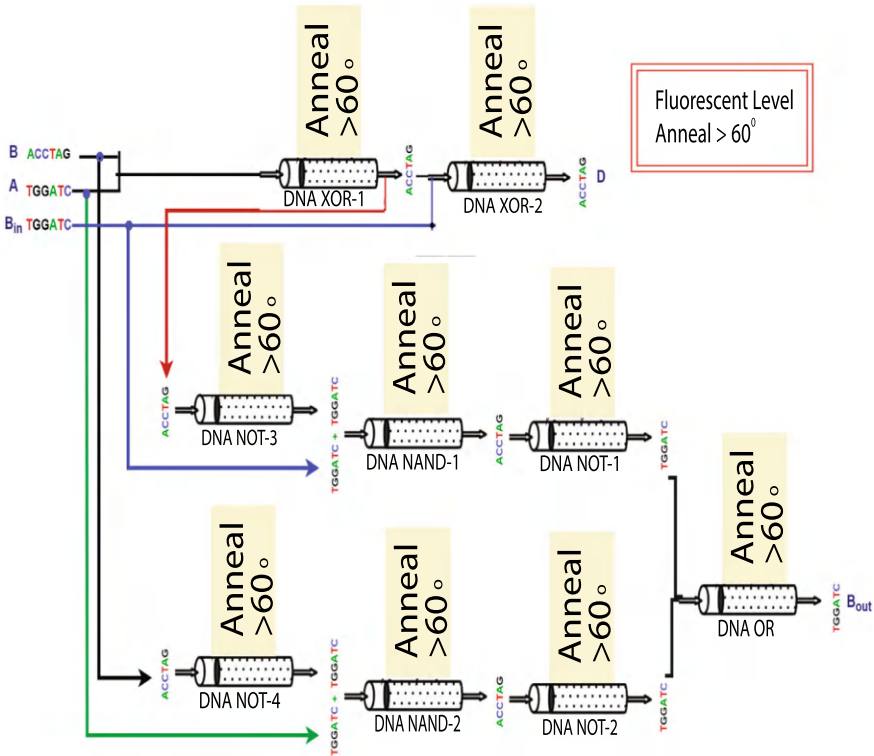 Anneal
>60°
Anneal
>60°
Fluorescent Level
Anneal > 60⁰
B ACCTAG
A TGGATC
Bin TGGATC
DNA XOR-1
ACCTAG
DNA XOR-2
ACCTAG
D
Anneal
>60°
Anneal
>60°
Anneal
>60°
ACCTAG
DNA NOT-3
TGGATC + TGGATC
DNA NAND-1
ACCTAG
DNA NOT-1
TGGATC
Anneal
>60°
Anneal
>60°
Anneal
>60°
Anneal
>60°
ACCTAG
DNA NOT-4
TGGATC + TGGATC
DNA NAND-2
ACCTAG
DNA NOT-2
TGGATC
DNA OR
TGGATC
Bout